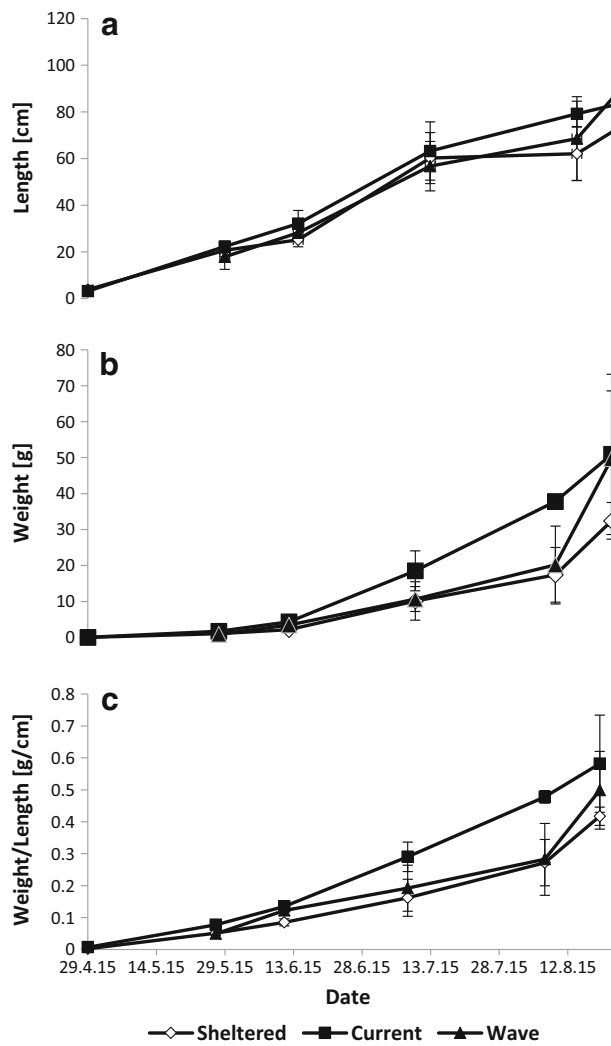 a
120
100
80
60
40
20
0
Length [cm]
b
80
70
60
50
40
30
20
10
0
Weight [g]
c
0.8
0.7
0.6
0.5
0.4
0.3
0.2
0.1
0
Weight/Length [g/cm]
29.4.15 14.5.15 29.5.15 13.6.15 28.6.15 13.7.15 28.7.15 12.8.15
Date
Sheltered Current Wave